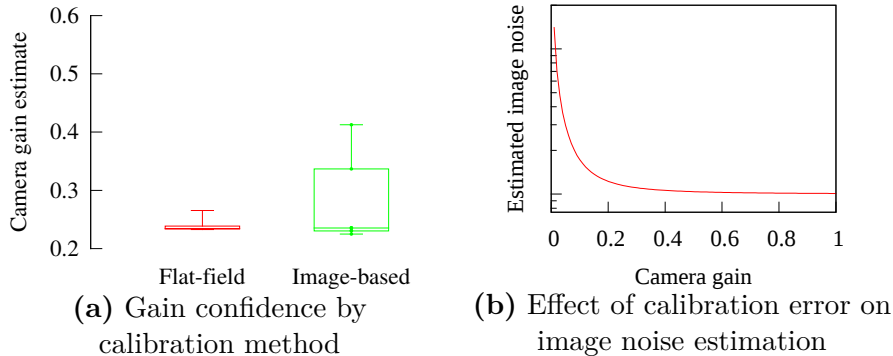 Camera gain estimate
0.6
0.5
0.4
0.3
0.2
Flat-field Image-based
(a) Gain confidence by
calibration method
Estimated image noise
0 0.2 0.4 0.6 0.8 1
Camera gain
(b) Effect of calibration error on
image noise estimation